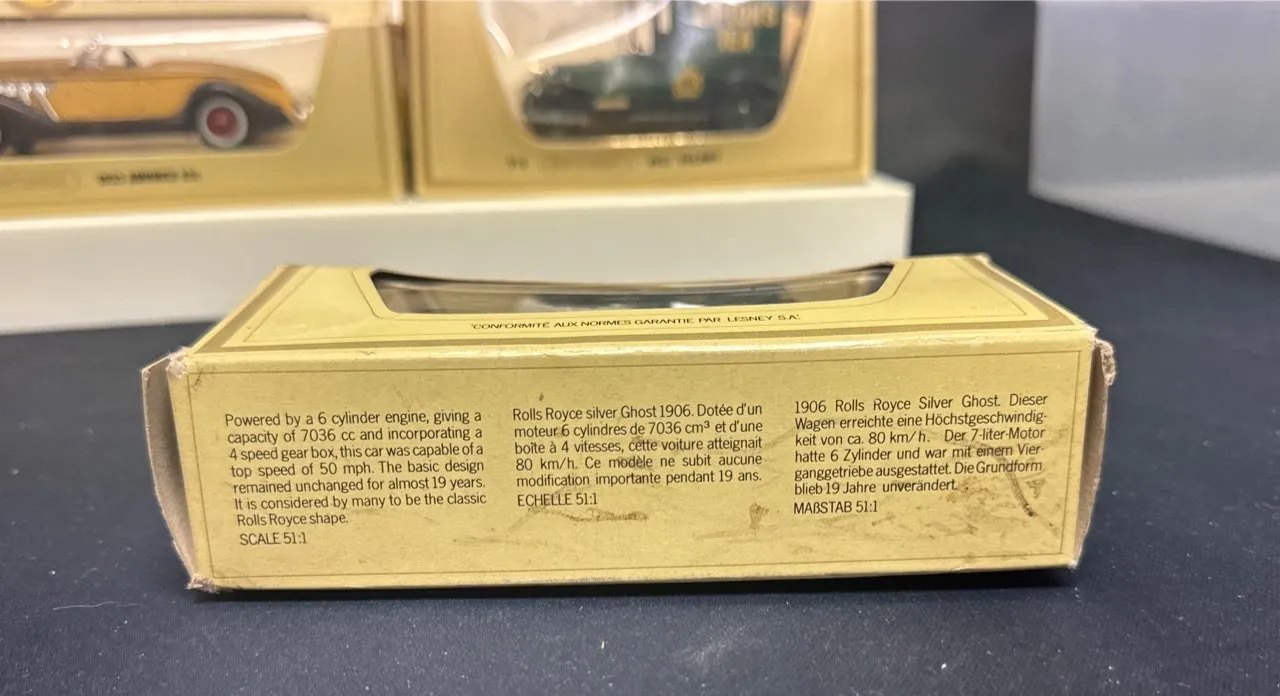 'CONFORMITÉ AUX NORMES GARANTIE PAR LESNEY S.A.'
Powered by a 6 cylinder engine, giving a
capacity of 7036 cc and incorporating a
4 speed gear box, this car was capable of a
top speed of 50 mph. The basic design
remained unchanged for almost 19 years.
It is considered by many to be the classic
Rolls Royce shape.
SCALE 51:1
Rolls Royce silver Ghost 1906. Dotée d'un
moteur 6 cylindres de 7036 cm³ et d'une
boîte à 4 vitesses, cette voiture atteignait
80 km/h. Ce modèle ne subit aucune
modification importante pendant 19 ans.
ECHELLE 51:1
1906 Rolls Royce Silver Ghost. Dieser
Wagen erreichte eine Höchstgeschwindig-
keit von ca. 80 km/h. Der 7-liter-Motor
hatte 6 Zylinder und war mit einem Vier-
ganggetriebe ausgestattet. Die Grundform
blieb 19 Jahre unverändert.
MAßSTAB 51:1